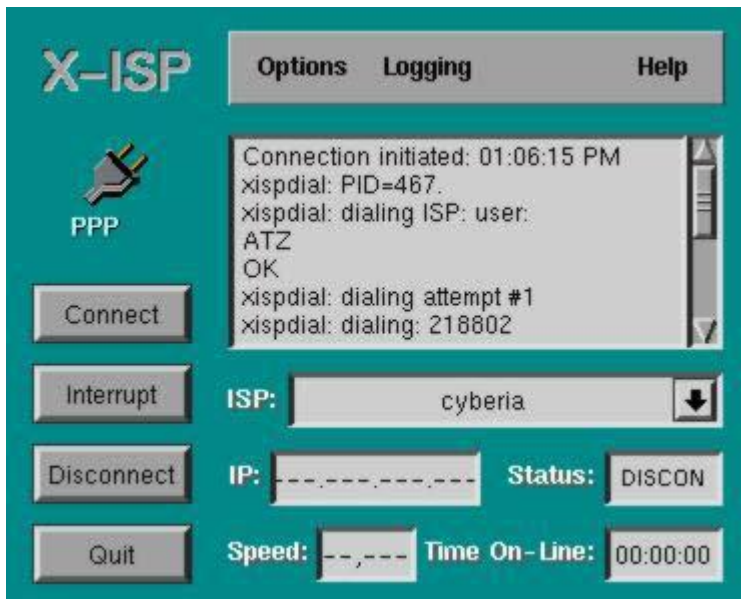 X-ISP
Options Logging Help
PPP
Connection initiated: 01:06:15 PM
xispdial: PID=467.
xispdial: dialing ISP: user:
ATZ
OK
xispdial: dialing attempt #1
xispdial: dialing: 218802
Connect
Interrupt
ISP: cyberia
Disconnect
IP: ---.---.---.--- Status: DISCON
Quit
Speed: --,--- Time On-Line: 00:00:00